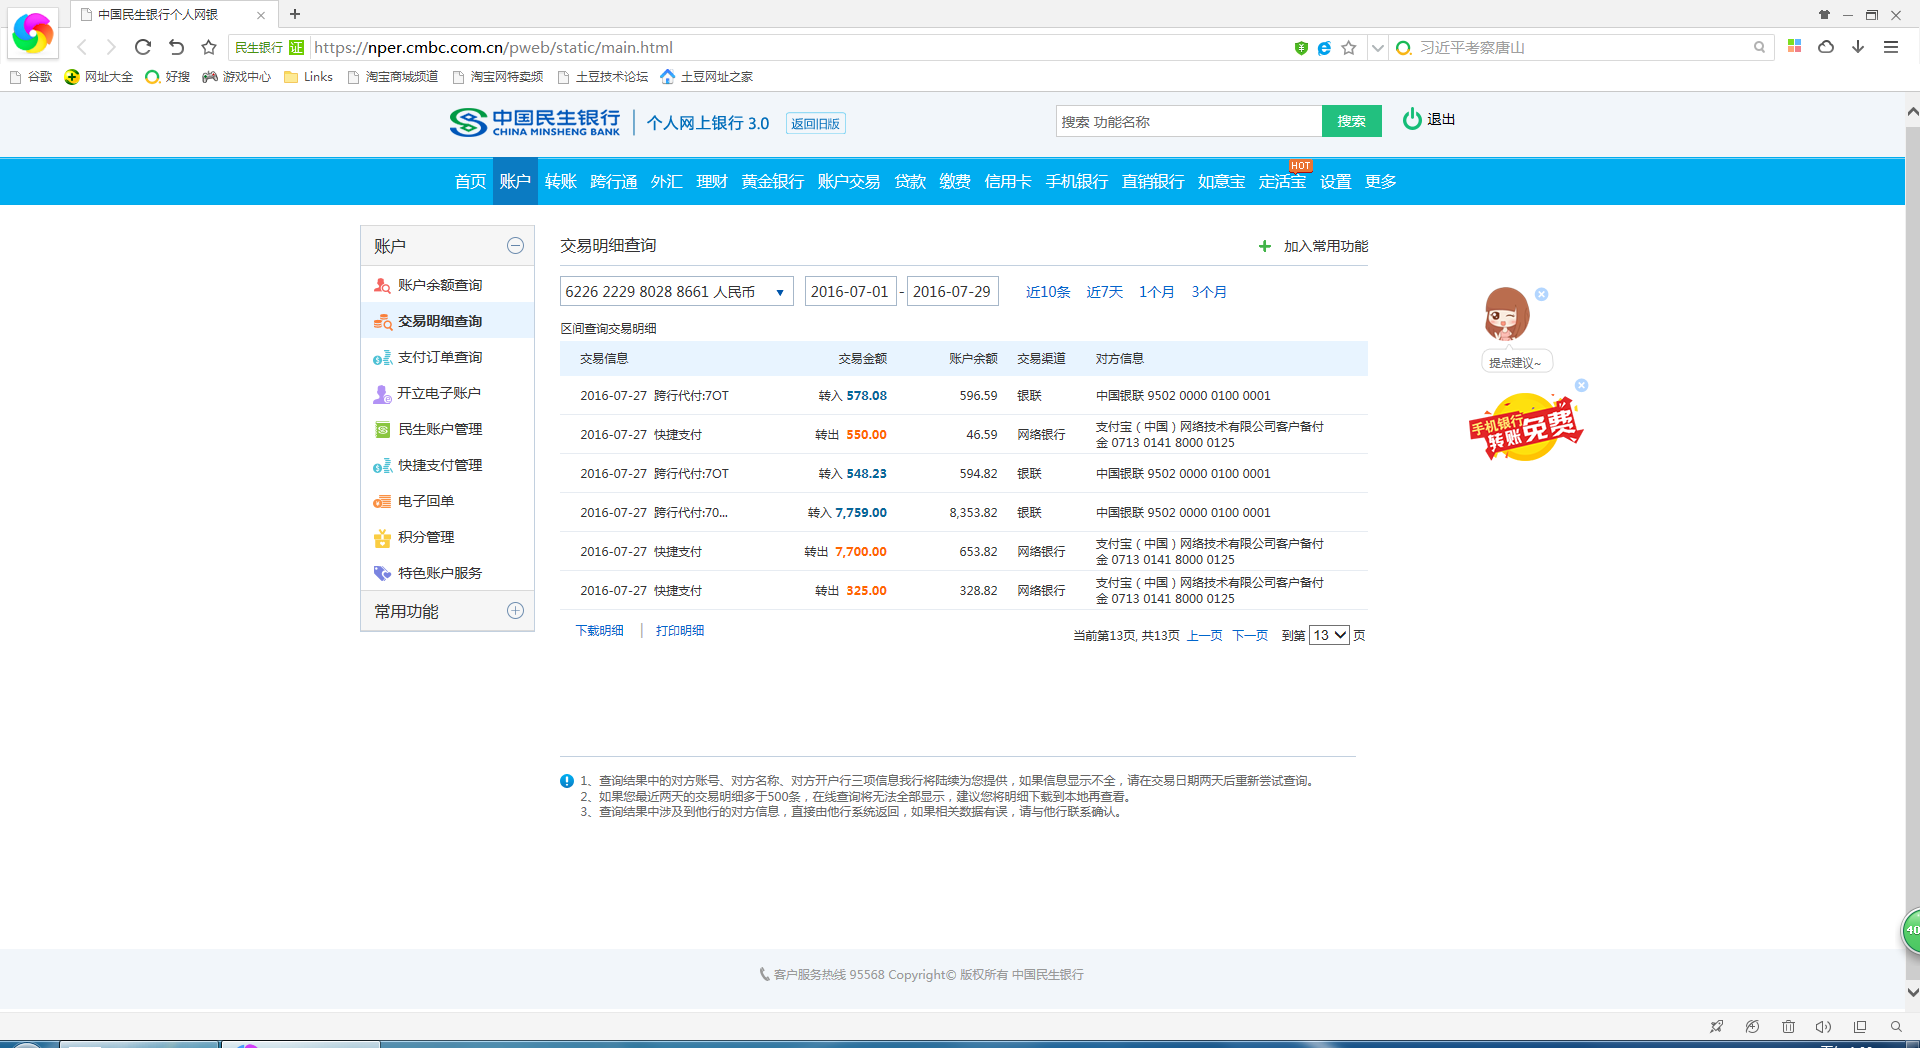 中国民生银行个人网银
民生银行 证 https://nper.cmbc.com.cn/pweb/static/main.html 习近平考察唐山
谷歌 网址大全 好搜 游戏中心 Links 淘宝商城频道 淘宝网特卖频 土豆技术论坛 土豆网址之家
中国民生银行 CHINA MINSHENG BANK 个人网上银行 3.0 返回旧版 搜索 功能名称 搜索 退出
HOT
首页 账户 转账 跨行通 外汇 理财 黄金银行 账户交易 贷款 缴费 信用卡 手机银行 直销银行 如意宝 定活宝 设置 更多
账户
账户余额查询
交易明细查询
支付订单查询
开立电子账户
民生账户管理
快捷支付管理
电子回单
积分管理
特色账户服务
常用功能
交易明细查询 加入常用功能
6226 2229 8028 8661 人民币 2016-07-01 - 2016-07-29 近10条 近7天 1个月 3个月
区间查询交易明细
交易信息 交易金额 账户余额 交易渠道 对方信息
2016-07-27 跨行代付:7OT 转入 578.08 596.59 银联 中国银联 9502 0000 0100 0001
2016-07-27 快捷支付 转出 550.00 46.59 网络银行 支付宝（中国）网络技术有限公司客户备付
金 0713 0141 8000 0125
2016-07-27 跨行代付:7OT 转入 548.23 594.82 银联 中国银联 9502 0000 0100 0001
2016-07-27 跨行代付:70... 转入 7,759.00 8,353.82 银联 中国银联 9502 0000 0100 0001
2016-07-27 快捷支付 转出 7,700.00 653.82 网络银行 支付宝（中国）网络技术有限公司客户备付
金 0713 0141 8000 0125
2016-07-27 快捷支付 转出 325.00 328.82 网络银行 支付宝（中国）网络技术有限公司客户备付
金 0713 0141 8000 0125
下载明细 | 打印明细 当前第13页, 共13页 上一页 下一页 到第 13 页
提点建议~
手机银行
转账免费
1、查询结果中的对方账号、对方名称、对方开户行三项信息我行将陆续为您提供，如果信息显示不全，请在交易日期两天后重新尝试查询。
2、如果您最近两天的交易明细多于500条，在线查询将无法全部显示，建议您将明细下载到本地再查看。
3、查询结果中涉及到他行的对方信息，直接由他行系统返回，如果相关数据有误，请与他行联系确认。
40
客户服务热线 95568 Copyright© 版权所有 中国民生银行